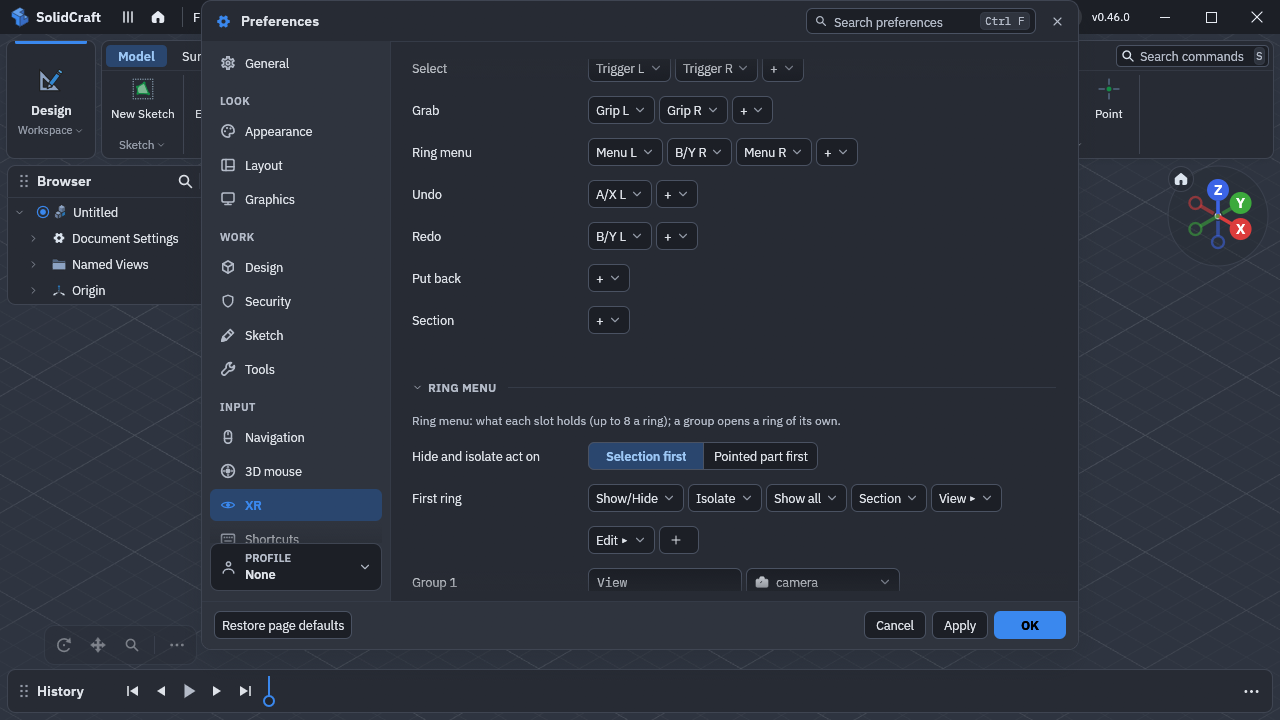 SolidCraft
F
Preferences
Search preferences
Ctrl F
v0.46.0
Model
Sur
Search commands
S
Design
Workspace
New Sketch
E
Sketch
Point
Browser
Untitled
Document Settings
Named Views
Origin
Z
Y
X
General
LOOK
Appearance
Layout
Graphics
WORK
Design
Security
Sketch
Tools
INPUT
Navigation
3D mouse
XR
Shortcuts
PROFILE
None
Select Trigger L Trigger R +
Grab Grip L Grip R +
Ring menu Menu L B/Y R Menu R +
Undo A/X L +
Redo B/Y L +
Put back +
Section +
RING MENU
Ring menu: what each slot holds (up to 8 a ring); a group opens a ring of its own.
Hide and isolate act on Selection first Pointed part first
First ring Show/Hide Isolate Show all Section View ▸
Edit ▸ +
Group 1 View camera
Restore page defaults
Cancel
Apply
OK
History